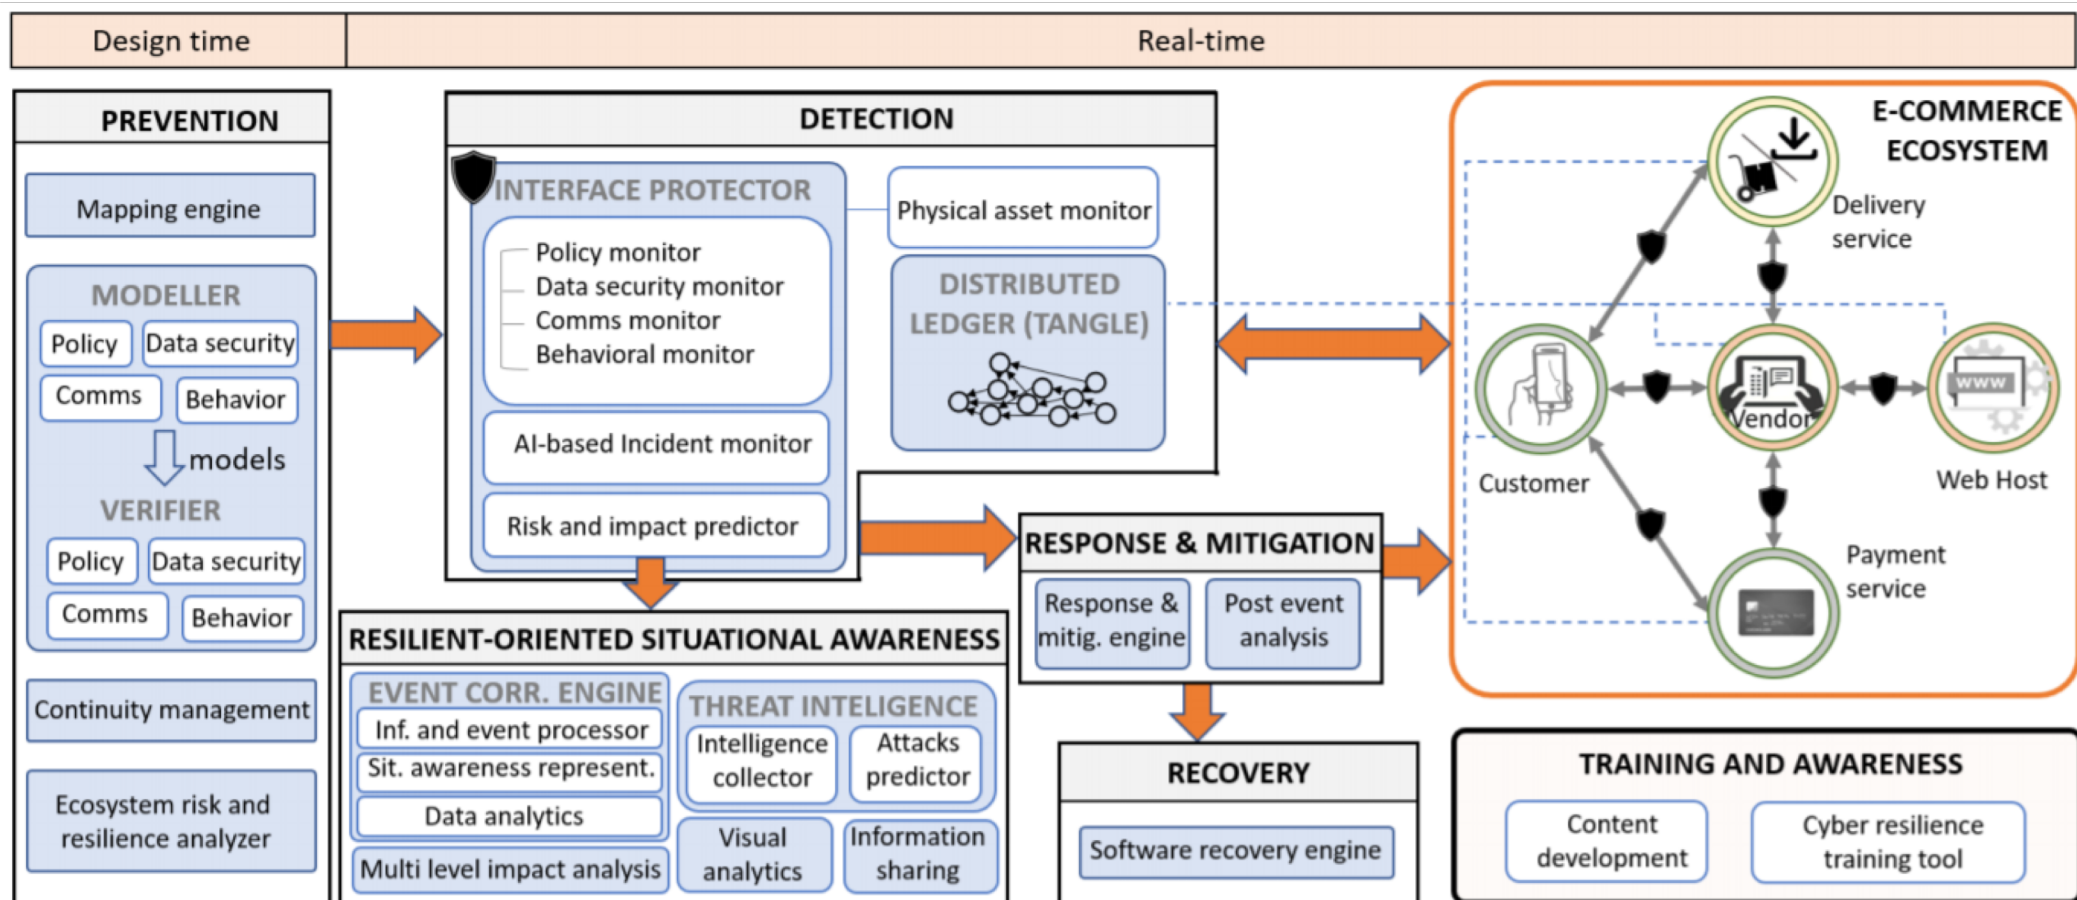 Design time
Real-time
PREVENTION
Mapping engine
MODELLER
Policy
Data security
Comms
Behavior
models
VERIFIER
Policy
Data security
Comms
Behavior
Continuity management
Ecosystem risk and
resilience analyzer
DETECTION
INTERFACE PROTECTOR
Policy monitor
Data security monitor
Comms monitor
Behavioral monitor
AI-based Incident monitor
Risk and impact predictor
Physical asset monitor
DISTRIBUTED
LEDGER (TANGLE)
RESILIENT-ORIENTED SITUATIONAL AWARENESS
EVENT CORR. ENGINE
Inf. and event processor
Sit. awareness represent.
Data analytics
Multi level impact analysis
THREAT INTELIGENCE
Intelligence
collector
Attacks
predictor
Visual
analytics
Information
sharing
RESPONSE & MITIGATION
Response &
mitig. engine
Post event
analysis
RECOVERY
Software recovery engine
E-COMMERCE
ECOSYSTEM
Delivery
service
Customer
Vendor
WWW
Web Host
Payment
service
TRAINING AND AWARENESS
Content
development
Cyber resilience
training tool